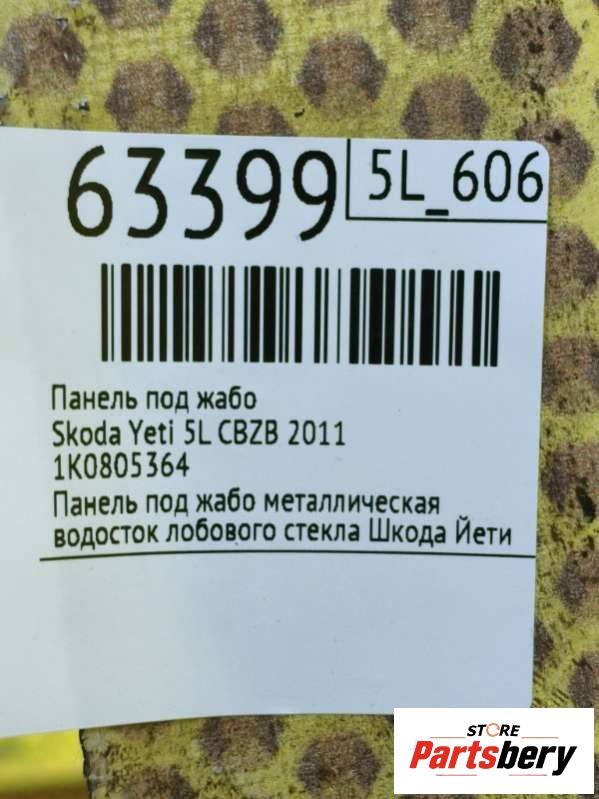 63399
5L_606
Панель под жабо
Skoda Yeti 5L CBZB 2011
1K0805364
Панель под жабо металлическая
водосток лобового стекла Шкода Йети
STORE
Partsbery